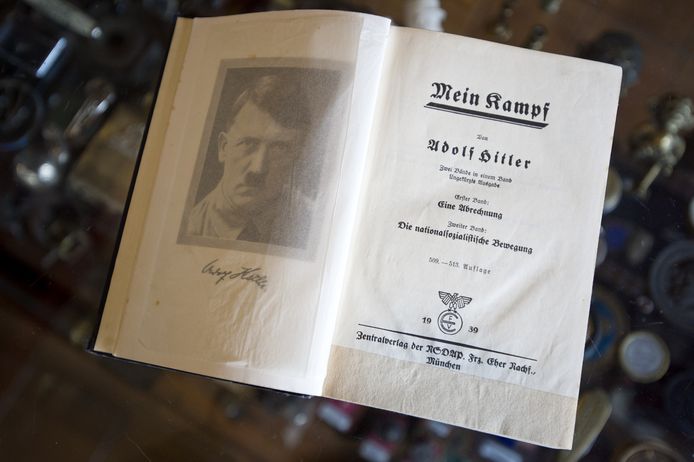 Mein Kampf
Von
Adolf Hitler
Zwei Bände in einem Band
Ungekürzte Ausgabe
Erster Band:
Eine Abrechnung
Zweiter Band:
Die nationalsozialistische Bewegung
509.–513. Auflage
19 39
Zentralverlag der NSDAP. Frz. Eher Nachf.,
München